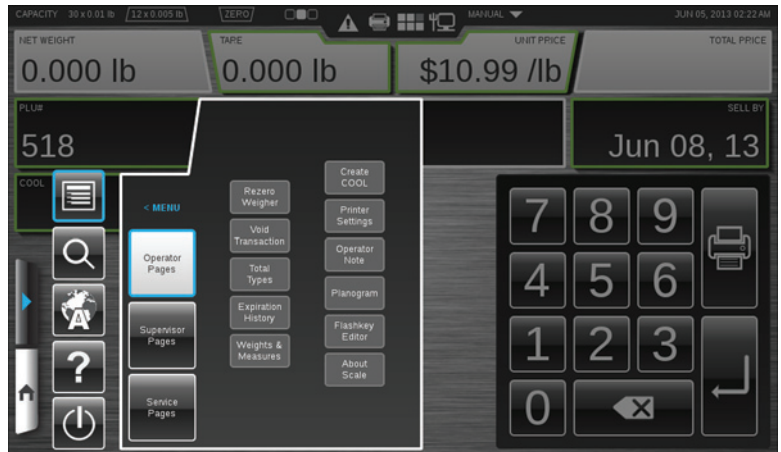 CAPACITY 30 x 0.01 lb 12 x 0.005 lb ZERO MANUAL JUN 05, 2013 02:22 AM
NET WEIGHT TARE UNIT PRICE TOTAL PRICE
0.000 lb 0.000 lb $10.99 /lb
PLU# SELL BY
518 Jun 08, 13
COOL
< MENU
Operator
Pages
Supervisor
Pages
Service
Pages
Rezero
Weigher
Void
Transaction
Total
Types
Expiration
History
Weights &
Measures
Create
COOL
Printer
Settings
Operator
Note
Planogram
Flashkey
Editor
About
Scale
A
?
7 8 9
4 5 6
1 2 3
0